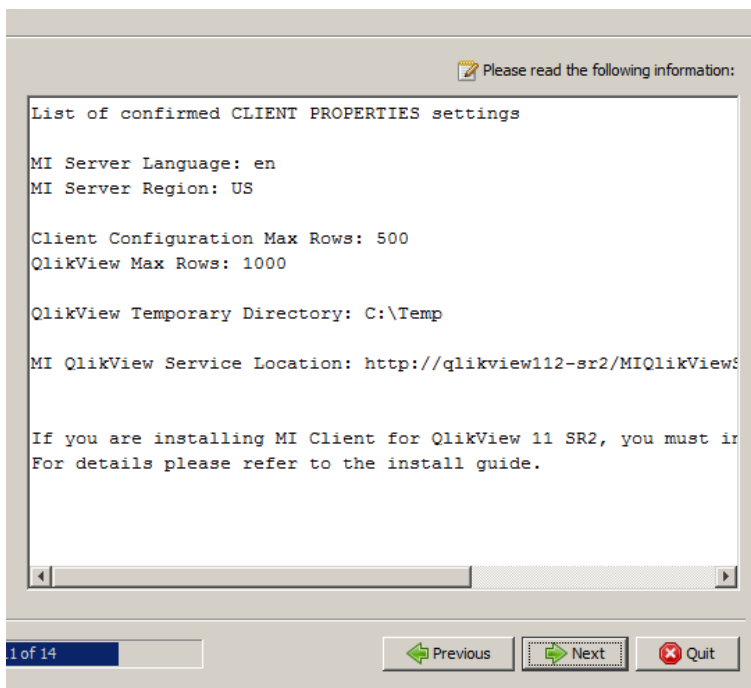 Please read the following information:
List of confirmed CLIENT PROPERTIES settings
MI Server Language: en
MI Server Region: US
Client Configuration Max Rows: 500
QlikView Max Rows: 1000
QlikView Temporary Directory: C:\Temp
MI QlikView Service Location: http://qlikview112-sr2/MIQlikView
If you are installing MI Client for QlikView 11 SR2, you must
For details please refer to the install guide.
of 14
Previous
Next
Quit